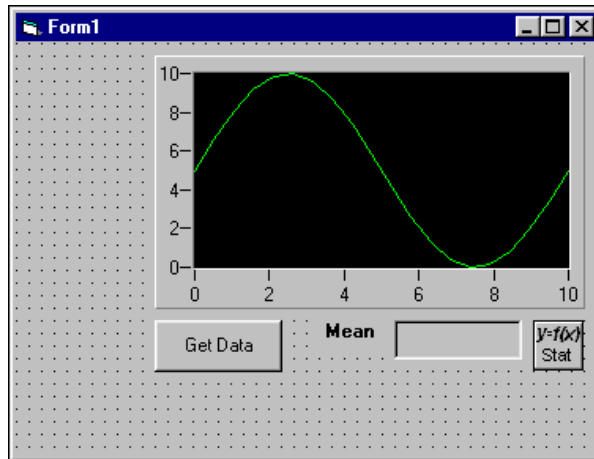 Form1
10
8
6
4
2
0
0 2 4 6 8 10
Get Data
Mean
y=f(x)
Stat